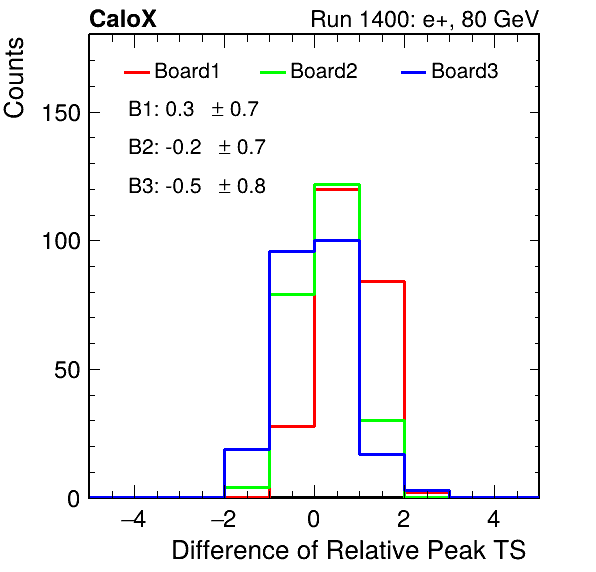 CaloX Run 1400: e+, 80 GeV
Counts
Board1 Board2 Board3
B1: 0.3 ± 0.7
B2: -0.2 ± 0.7
B3: -0.5 ± 0.8
150
100
50
0
−4 −2 0 2 4
Difference of Relative Peak TS